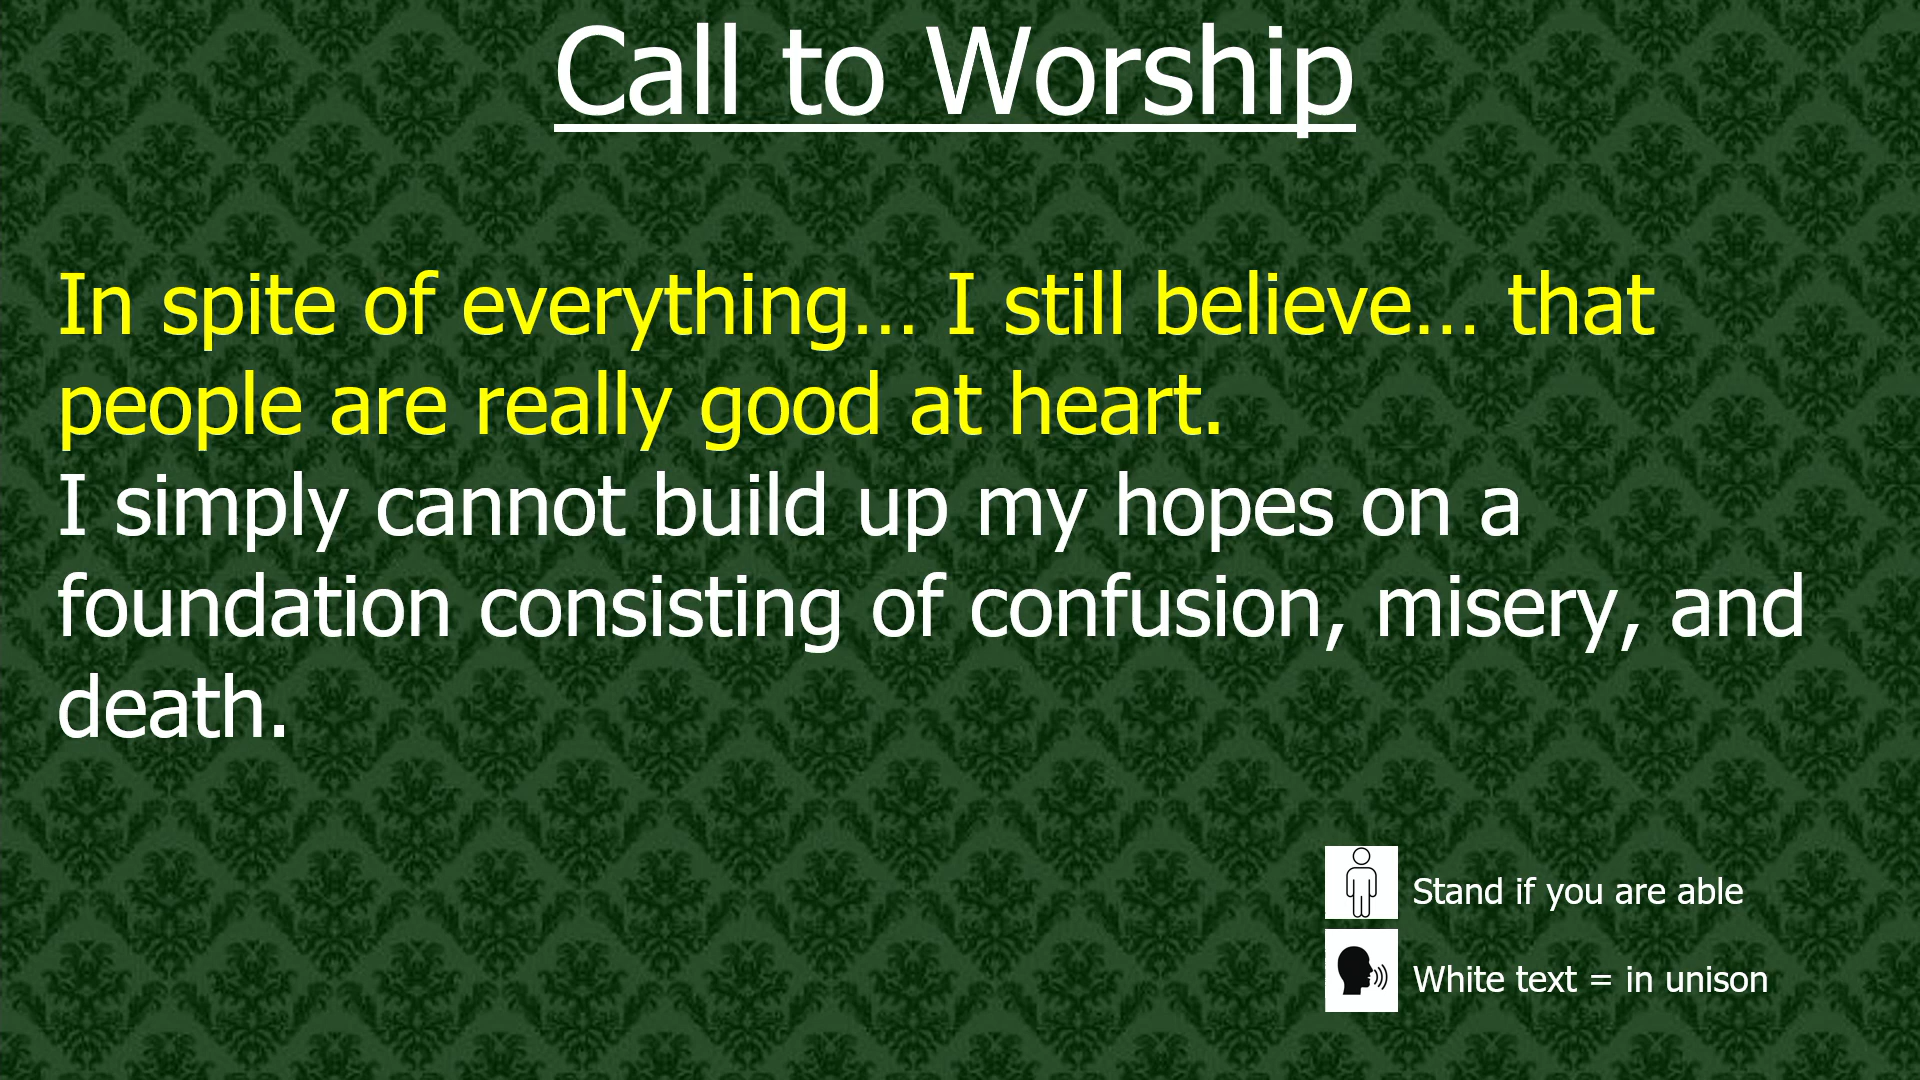 Call to Worship
In spite of everything... I still believe... that
people are really good at heart.
I simply cannot build up my hopes on a
foundation consisting of confusion, misery, and
death.
Stand if you are able
White text = in unison